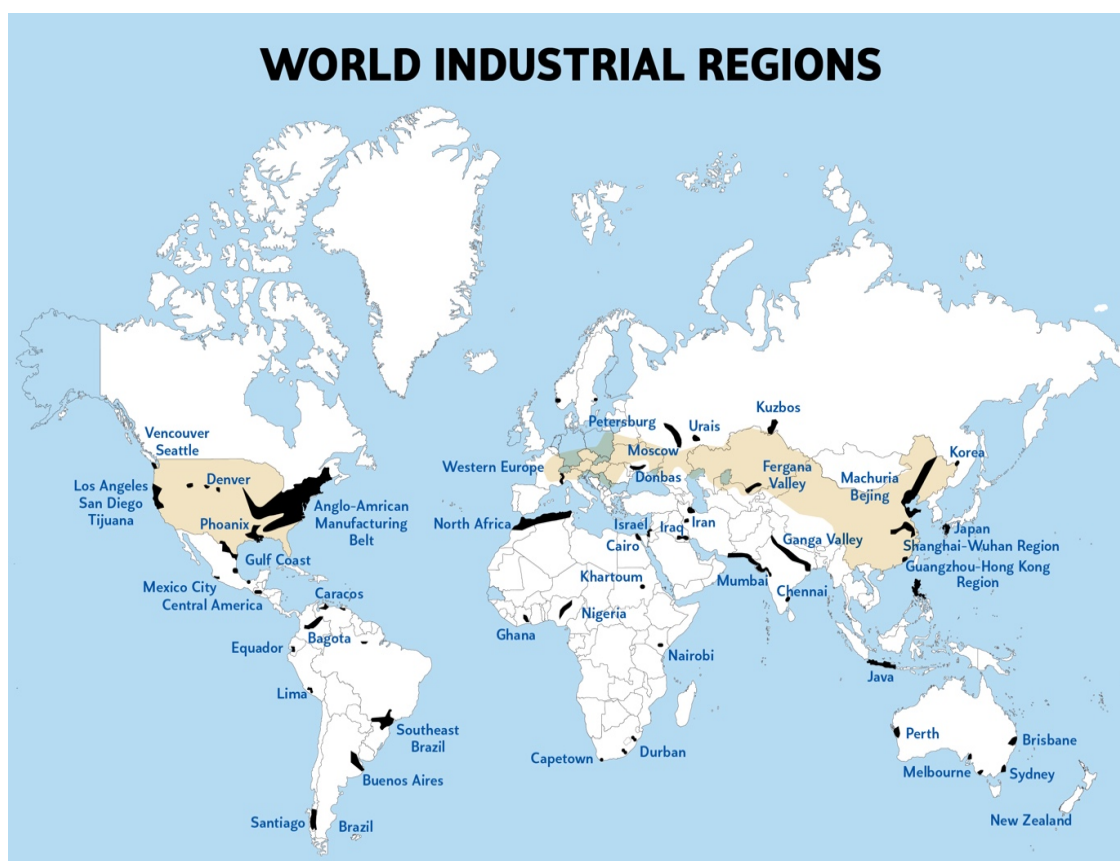 WORLD INDUSTRIAL REGIONS
Vencouver
Seattle
Los Angeles
San Diego
Tijuana
Denver
Phoanix
Anglo-Amrican
Manufacturing
Belt
Gulf Coast
Mexico City
Central America
Caracos
Bagota
Equador
Lima
Southeast
Brazil
Buenos Aires
Santiago
Brazil
Petersburg
Urais
Kuzbos
Western Europe
Moscow
Donbas
Fergana
Valley
Machuria
Bejing
Korea
North Africa
Israel
Iraq
Iran
Cairo
Ganga Valley
Japan
Shanghai-Wuhan Region
Guangzhou-Hong Kong
Region
Khartoum
Mumbai
Chennai
Ghana
Nigeria
Nairobi
Java
Capetown
Durban
Perth
Brisbane
Melbourne
Sydney
New Zealand